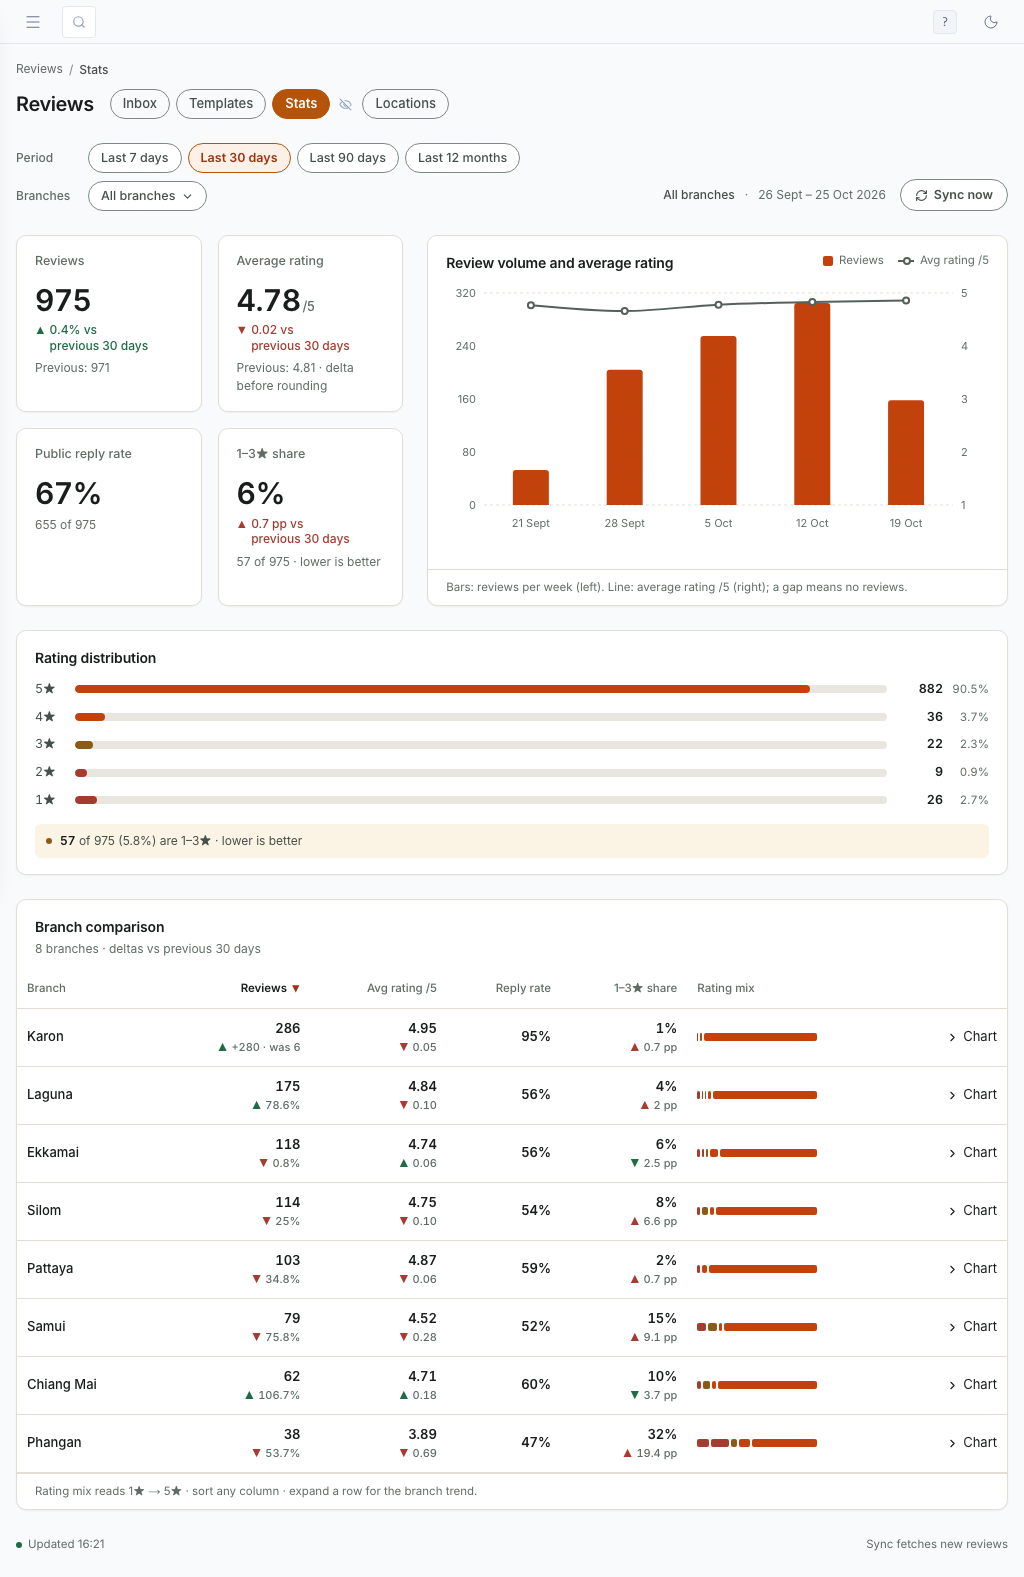 ?
Reviews / Stats
Reviews
Inbox
Templates
Stats
Locations
Period
Last 7 days
Last 30 days
Last 90 days
Last 12 months
Branches
All branches
All branches · 26 Sept – 25 Oct 2026
Sync now
Reviews
975
▲ 0.4% vs
previous 30 days
Previous: 971
Average rating
4.78/5
▼ 0.02 vs
previous 30 days
Previous: 4.81 · delta
before rounding
Public reply rate
67%
655 of 975
1–3★ share
6%
▲ 0.7 pp vs
previous 30 days
57 of 975 · lower is better
Review volume and average rating
Reviews
Avg rating /5
320
240
160
80
0
5
4
3
2
1
21 Sept
28 Sept
5 Oct
12 Oct
19 Oct
Bars: reviews per week (left). Line: average rating /5 (right); a gap means no reviews.
Rating distribution
5★ 882 90.5%
4★ 36 3.7%
3★ 22 2.3%
2★ 9 0.9%
1★ 26 2.7%
57 of 975 (5.8%) are 1–3★ · lower is better
Branch comparison
8 branches · deltas vs previous 30 days
Branch Reviews ▼ Avg rating /5 Reply rate 1–3★ share Rating mix
Karon 286 4.95 95% 1% › Chart
▲ +280 · was 6 ▼ 0.05 ▲ 0.7 pp
Laguna 175 4.84 56% 4% › Chart
▲ 78.6% ▼ 0.10 ▲ 2 pp
Ekkamai 118 4.74 56% 6% › Chart
▼ 0.8% ▲ 0.06 ▼ 2.5 pp
Silom 114 4.75 54% 8% › Chart
▼ 25% ▼ 0.10 ▲ 6.6 pp
Pattaya 103 4.87 59% 2% › Chart
▼ 34.8% ▼ 0.06 ▲ 0.7 pp
Samui 79 4.52 52% 15% › Chart
▼ 75.8% ▼ 0.28 ▲ 9.1 pp
Chiang Mai 62 4.71 60% 10% › Chart
▲ 106.7% ▲ 0.18 ▼ 3.7 pp
Phangan 38 3.89 47% 32% › Chart
▼ 53.7% ▼ 0.69 ▲ 19.4 pp
Rating mix reads 1★ → 5★ · sort any column · expand a row for the branch trend.
Updated 16:21
Sync fetches new reviews